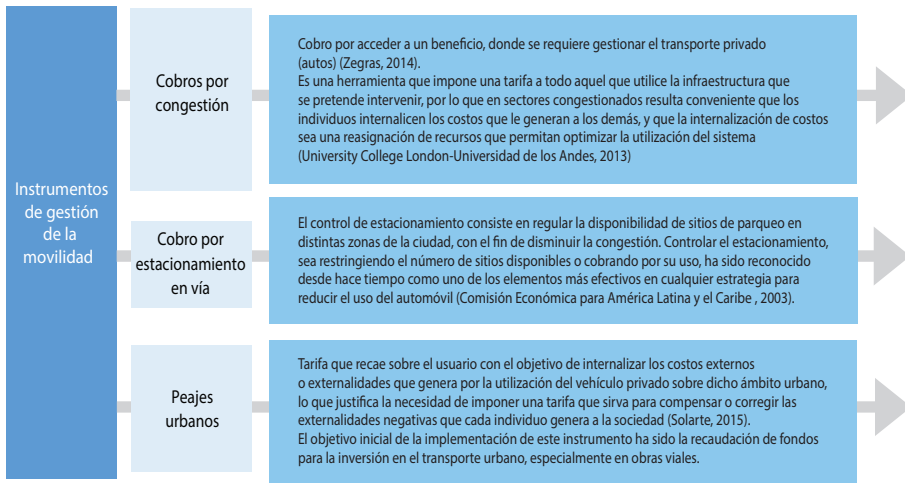 Instrumentos
de gestión
de la
movilidad
Cobros por
congestión
Cobro por acceder a un beneficio, donde se requiere gestionar el transporte privado
(autos) (Zegras, 2014).
Es una herramienta que impone una tarifa a todo aquel que utilice la infraestructura que
se pretende intervenir, por lo que en sectores congestionados resulta conveniente que los
individuos internalicen los costos que le generan a los demás, y que la internalización de costos
sea una reasignación de recursos que permitan optimizar la utilización del sistema
(University College London-Universidad de los Andes, 2013)
Cobro por
estacionamiento
en vía
El control de estacionamiento consiste en regular la disponibilidad de sitios de parqueo en
distintas zonas de la ciudad, con el fin de disminuir la congestión. Controlar el estacionamiento,
sea restringiendo el número de sitios disponibles o cobrando por su uso, ha sido reconocido
desde hace tiempo como uno de los elementos más efectivos en cualquier estrategia para
reducir el uso del automóvil (Comisión Económica para América Latina y el Caribe , 2003).
Peajes
urbanos
Tarifa que recae sobre el usuario con el objetivo de internalizar los costos externos
o externalidades que genera por la utilización del vehículo privado sobre dicho ámbito urbano,
lo que justifica la necesidad de imponer una tarifa que sirva para compensar o corregir las
externalidades negativas que cada individuo genera a la sociedad (Solarte, 2015).
El objetivo inicial de la implementación de este instrumento ha sido la recaudación de fondos
para la inversión en el transporte urbano, especialmente en obras viales.